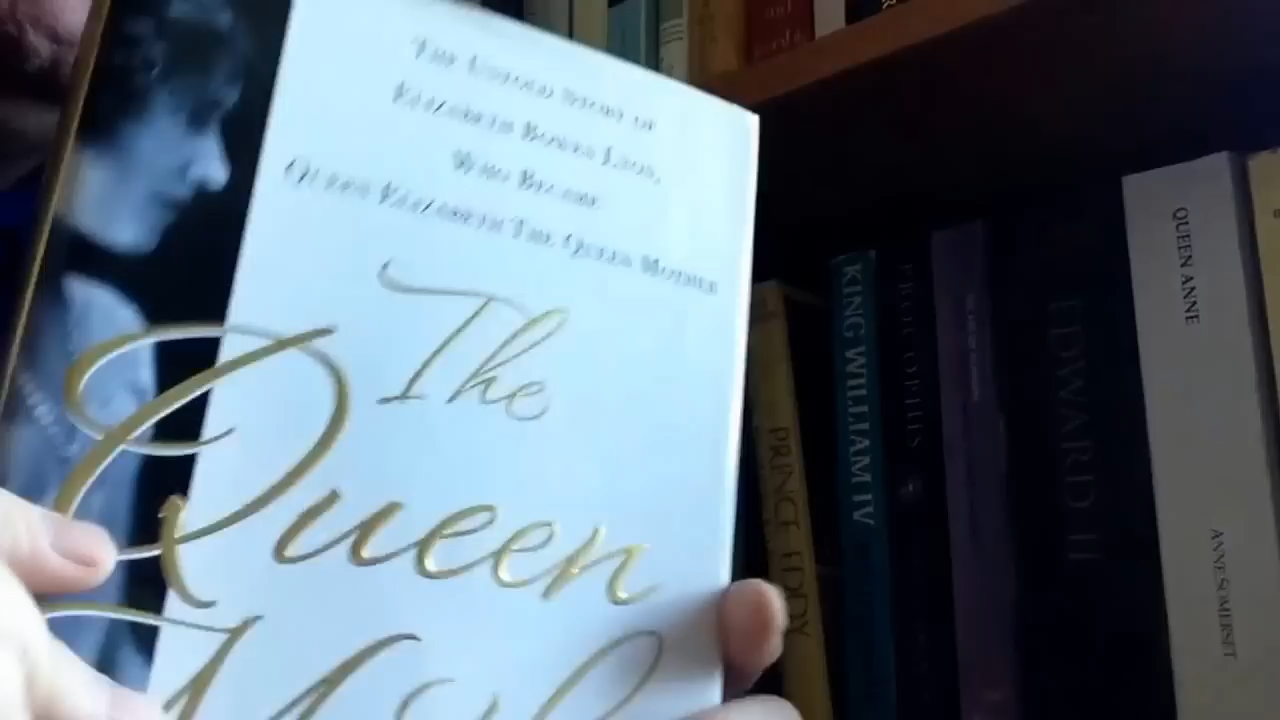 THE UNTOLD STORY OF
ELIZABETH BOWES LYON,
WHO BECAME
QUEEN ELIZABETH THE QUEEN MOTHER
The
Queen
PRINCE EDDY
KING WILLIAM IV
EDWARD II
QUEEN ANNE
ANNE SOMERSET